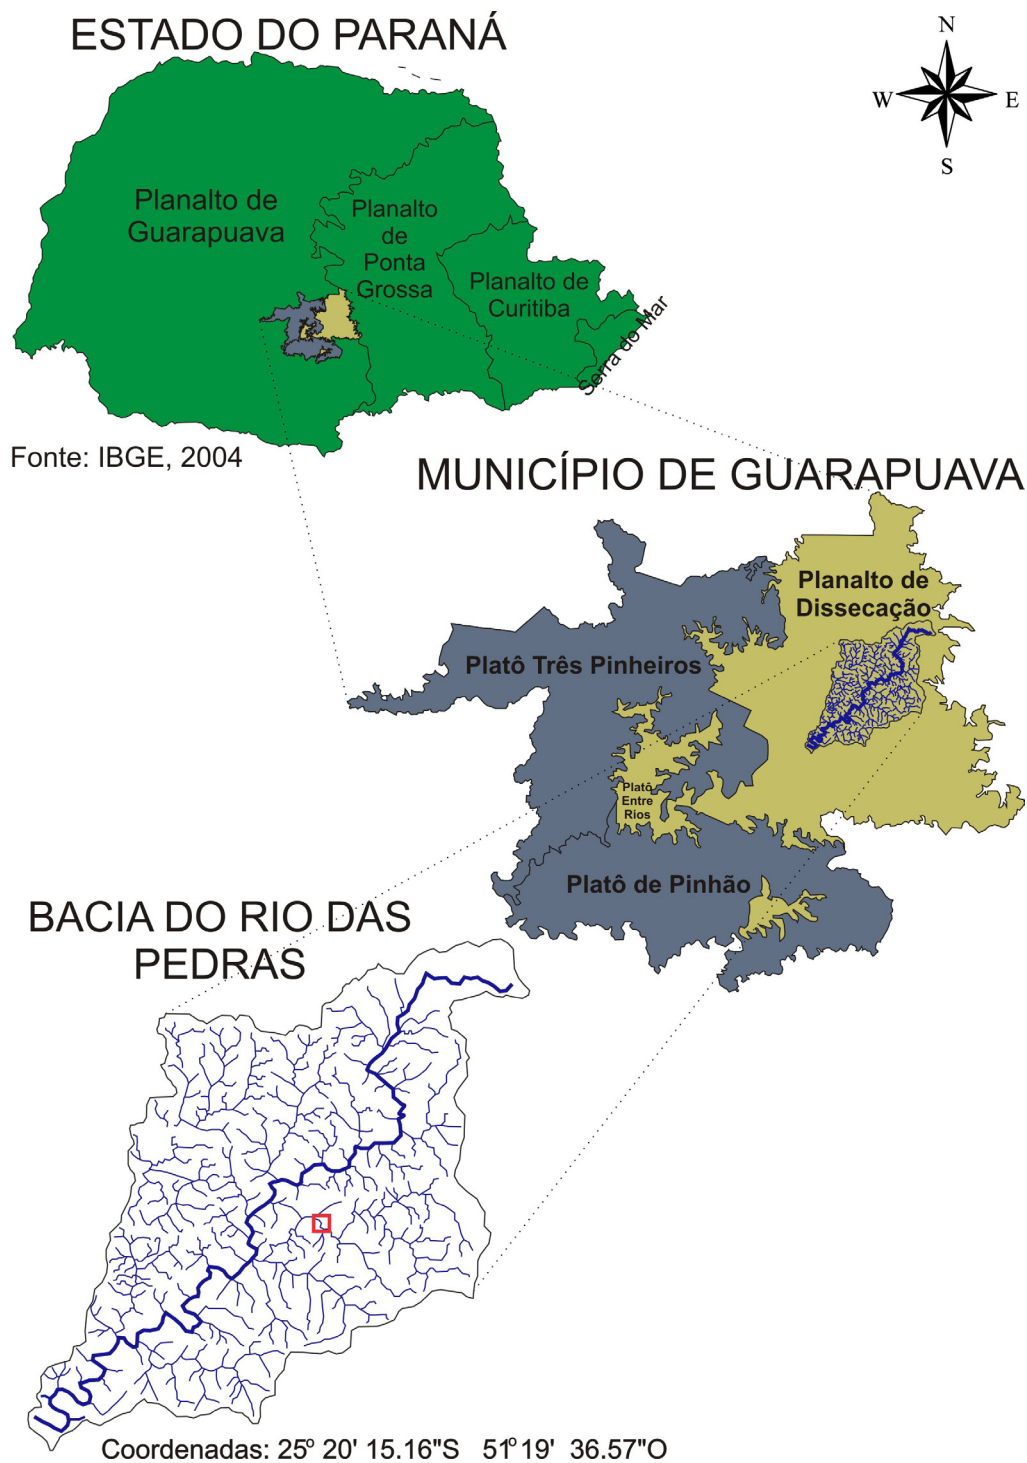 ESTADO DO PARANÁ
N
W
E
S
Planalto de
Guarapuava
Planalto
de
Ponta
Grossa
Planalto de
Curitiba
Serra do Mar
Fonte: IBGE, 2004
MUNICÍPIO DE GUARAPUAVA
Planalto de
Dissecação
Platô Três Pinheiros
Platô
Entre
Rios
Platô de Pinhão
BACIA DO RIO DAS
PEDRAS
Coordenadas: 25º 20' 15.16"S 51º 19' 36.57"O